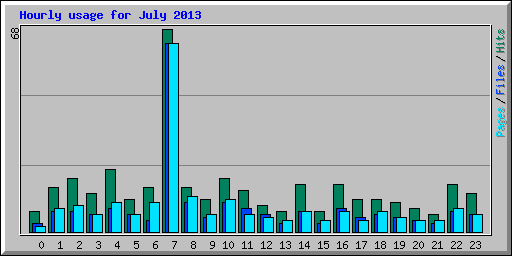 Hourly usage for July 2013
68
Pages/Files/Hits
0 1 2 3 4 5 6 7 8 9 10 11 12 13 14 15 16 17 18 19 20 21 22 23